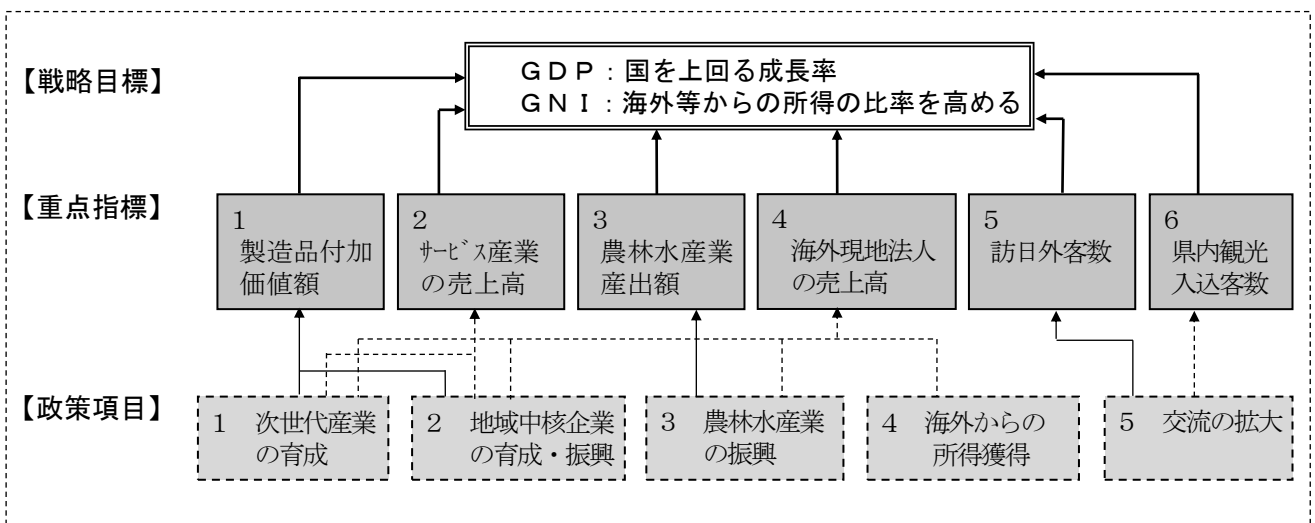 【戦略目標】
ＧＤＰ：国を上回る成長率
ＧＮＩ：海外等からの所得の比率を高める
【重点指標】
1
製造品付加
価値額
2
ｻｰﾋﾞｽ産業
の売上高
3
農林水産業
産出額
4
海外現地法人
の売上高
5
訪日外客数
6
県内観光
入込客数
【政策項目】
1　次世代産業
の育成
2　地域中核企業
の育成・振興
3　農林水産業
の振興
4　海外からの
所得獲得
5　交流の拡大